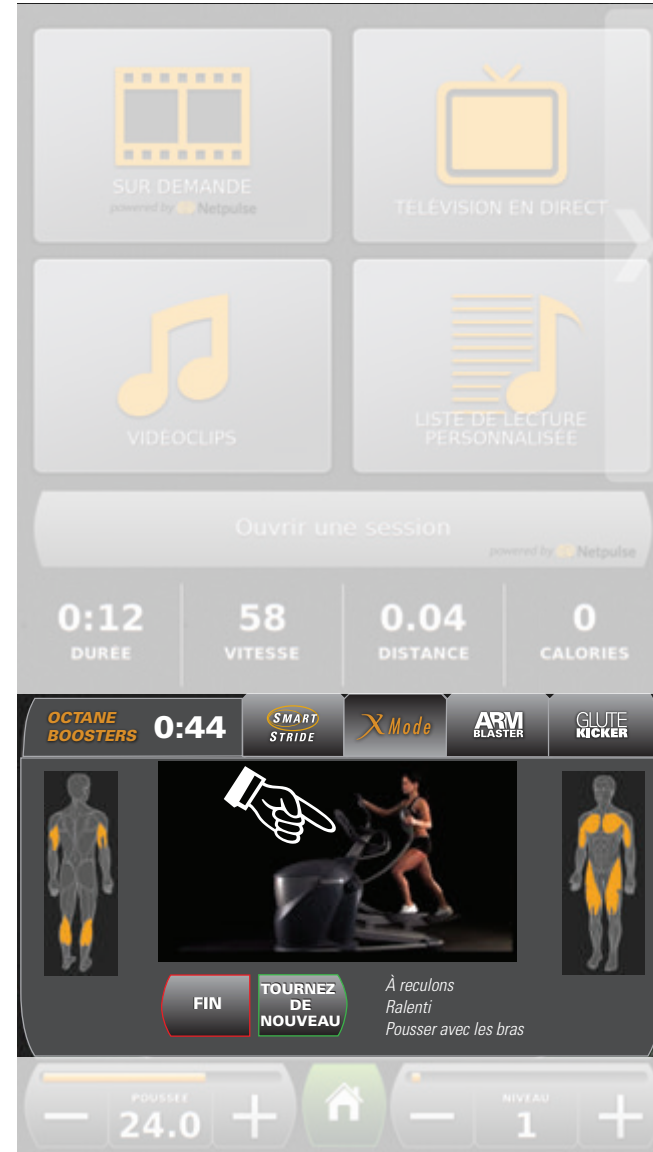 SUR DEMANDE
powered by Netpulse
TÉLÉVISION EN DIRECT
VIDÉOCLIPS
LISTE DE LECTURE
PERSONNALISÉE
Ouvrir une session
powered by Netpulse
0:12 58 0.04 0
DURÉE VITESSE DISTANCE CALORIES
OCTANE
BOOSTERS
0:44
SMART
STRIDE
X Mode
ARM
BLASTER
GLUTE
KICKER
FIN
TOURNEZ
DE
NOUVEAU
À reculons
Ralenti
Pousser avec les bras
POUSSÉE
24.0
NIVEAU
1